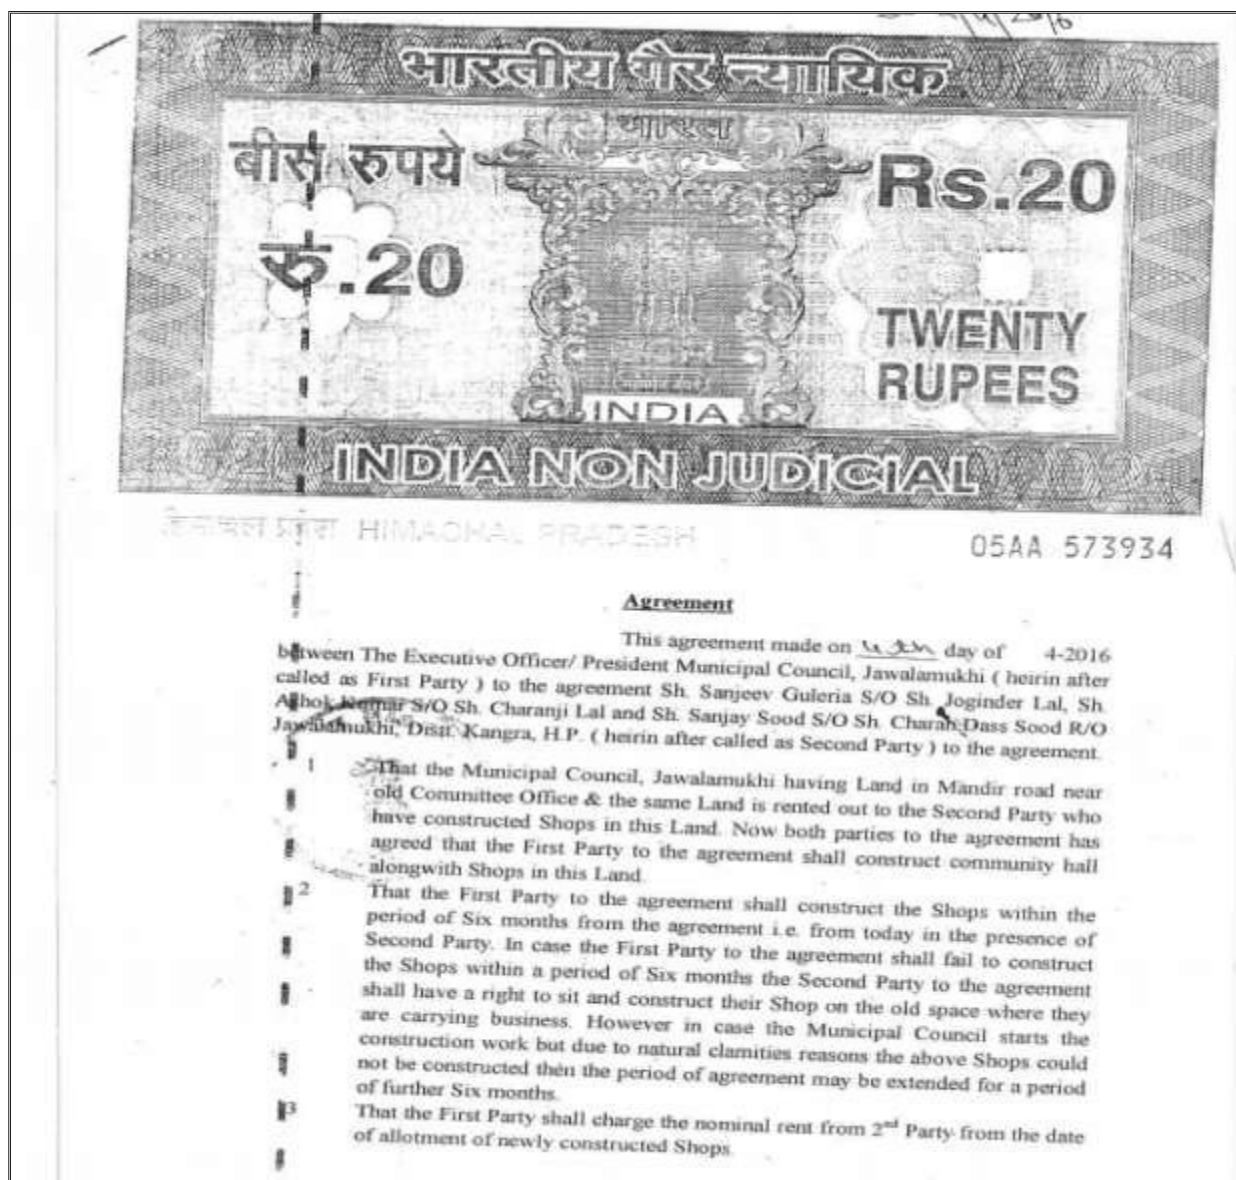 भारतीय गैर न्यायिक
भारत
बीस रुपये
Rs.20
रु.20
TWENTY
RUPEES
INDIA
INDIA NON JUDICIAL
हिमाचल प्रदेश HIMACHAL PRADESH
05AA 573934
Agreement
This agreement made on day of 4-2016
between The Executive Officer/ President Municipal Council, Jawalamukhi ( heirin after
called as First Party ) to the agreement Sh. Sanjeev Guleria S/O Sh. Joginder Lal, Sh.
Ashok Kumar S/O Sh. Charanji Lal and Sh. Sanjay Sood S/O Sh. Charan Dass Sood R/O
Jawalamukhi, Distt. Kangra, H.P. ( heirin after called as Second Party ) to the agreement.
1 That the Municipal Council, Jawalamukhi having Land in Mandir road near
old Committee Office & the same Land is rented out to the Second Party who
have constructed Shops in this Land. Now both parties to the agreement has
agreed that the First Party to the agreement shall construct community hall
alongwith Shops in this Land.
2 That the First Party to the agreement shall construct the Shops within the
period of Six months from the agreement i.e. from today in the presence of
Second Party. In case the First Party to the agreement shall fail to construct
the Shops within a period of Six months the Second Party to the agreement
shall have a right to sit and construct their Shop on the old space where they
are carrying business. However in case the Municipal Council starts the
construction work but due to natural clamities reasons the above Shops could
not be constructed then the period of agreement may be extended for a period
of further Six months.
3 That the First Party shall charge the nominal rent from 2nd Party from the date
of allotment of newly constructed Shops.